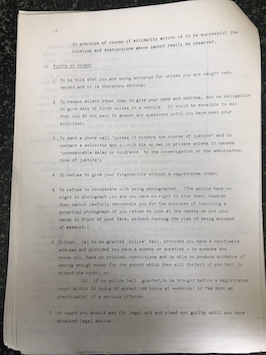 In practice of course if solidarity action is to be successful the
niceties and distinctions above cannot really be observed.
Rights on Arrest
1 To be told what you are being arrested for unless you are caught red-
handed and it is therefore obvious;
2 To remain silent other than to give your name and address, but no obligation
to give date of birth unless in a vehicle. It would be sensible to say
that you do not want to answer any questions until you have seen your
solicitor;
3 To make a phone call "unless it hinders the course of justice" and to
contact a solicitor and consult him or her in private unless it causes
"unreasonable delay or hindrance to the investigation or the administra-
tion of justice";
4 To refuse to give your fingerprints without a magistrates order;
5 To refuse to co-operate with being photographed. (The police have no
right to photograph you and you have no right to stop them; however
they cannot lawfully man-handle you for the purposes of improving a
potential photograph if you refuse to look at the camera or put your
hands in front of your face, without running the risk of being accused
of assault.)
6 Either: (a) to be granted 'police' bail, provided you have a verifiable
address and provided you have a surety or sureties i.e. someone who
knows you, have no criminal convictions and is able to produce evidence of
having enough money for the amount which they will forfeit if you fail to
attend the court, or
(b) if no police bail granted, to be brought before a magistrates
court within 24 hours of arrest (48 hours at weekends) or "as soon as
practicable" if a serious offence;
7 At court you should ask for legal aid and plead not guilty until you have
obtained legal advice.